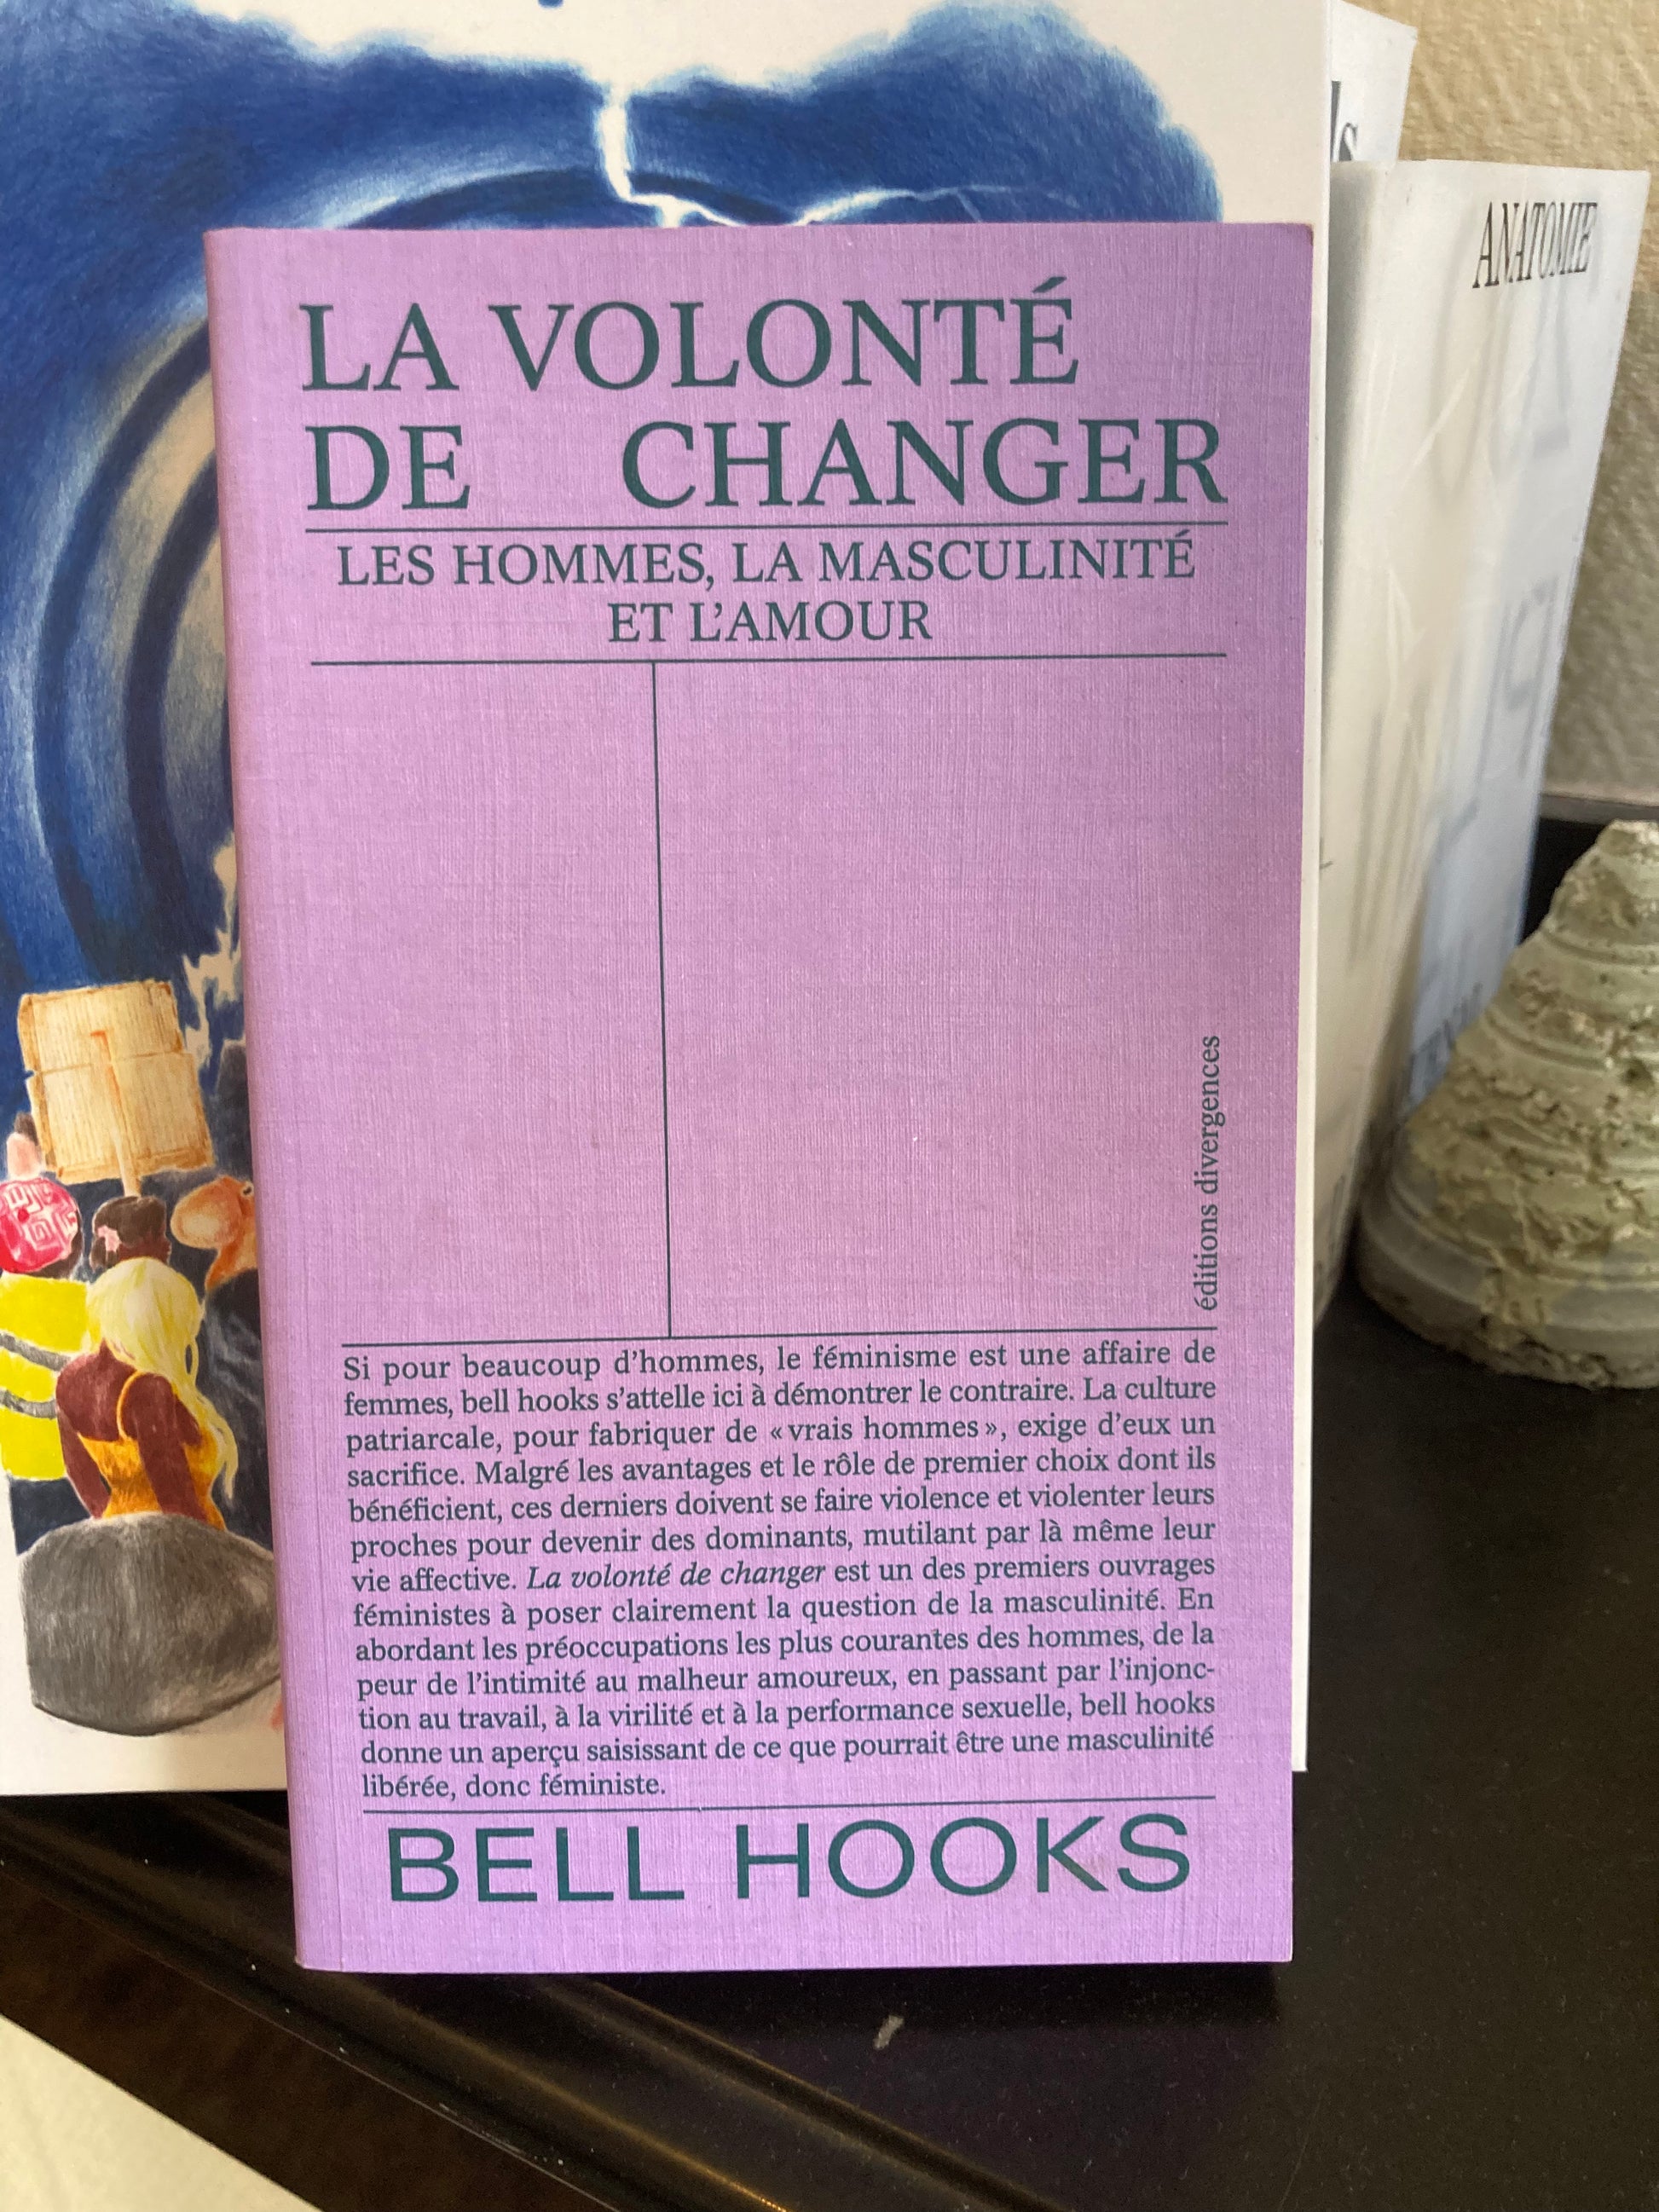 LA VOLONTÉ
DE CHANGER
LES HOMMES, LA MASCULINITÉ
ET L'AMOUR
éditions divergences
Si pour beaucoup d'hommes, le féminisme est une affaire de
femmes, bell hooks s'attelle ici à démontrer le contraire. La culture
patriarcale, pour fabriquer de « vrais hommes », exige d'eux un
sacrifice. Malgré les avantages et le rôle de premier choix dont ils
bénéficient, ces derniers doivent se faire violence et violenter leurs
proches pour devenir des dominants, mutilant par là même leur
vie affective. La volonté de changer est un des premiers ouvrages
féministes à poser clairement la question de la masculinité. En
abordant les préoccupations les plus courantes des hommes, de la
peur de l'intimité au malheur amoureux, en passant par l'injonc-
tion au travail, à la virilité et à la performance sexuelle, bell hooks
donne un aperçu saisissant de ce que pourrait être une masculinité
libérée, donc féministe.
BELL HOOKS
ANATOMIE